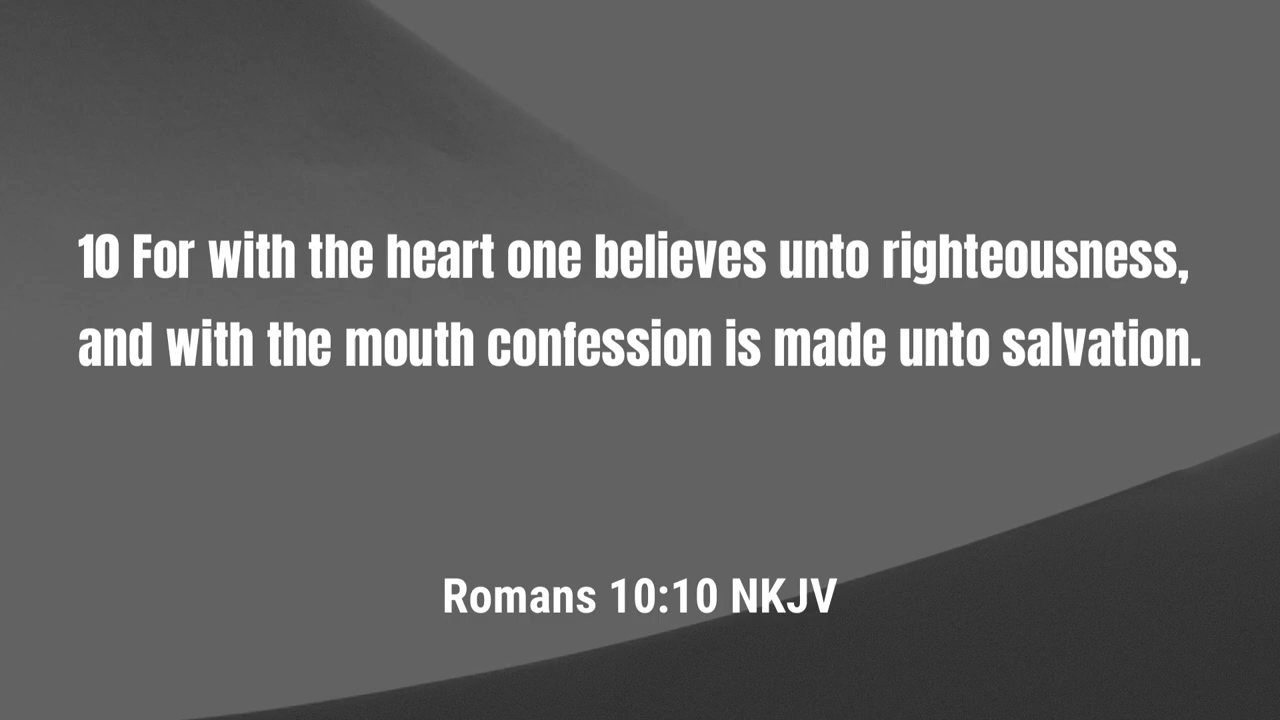 10 For with the heart one believes unto righteousness,
and with the mouth confession is made unto salvation.
Romans 10:10 NKJV